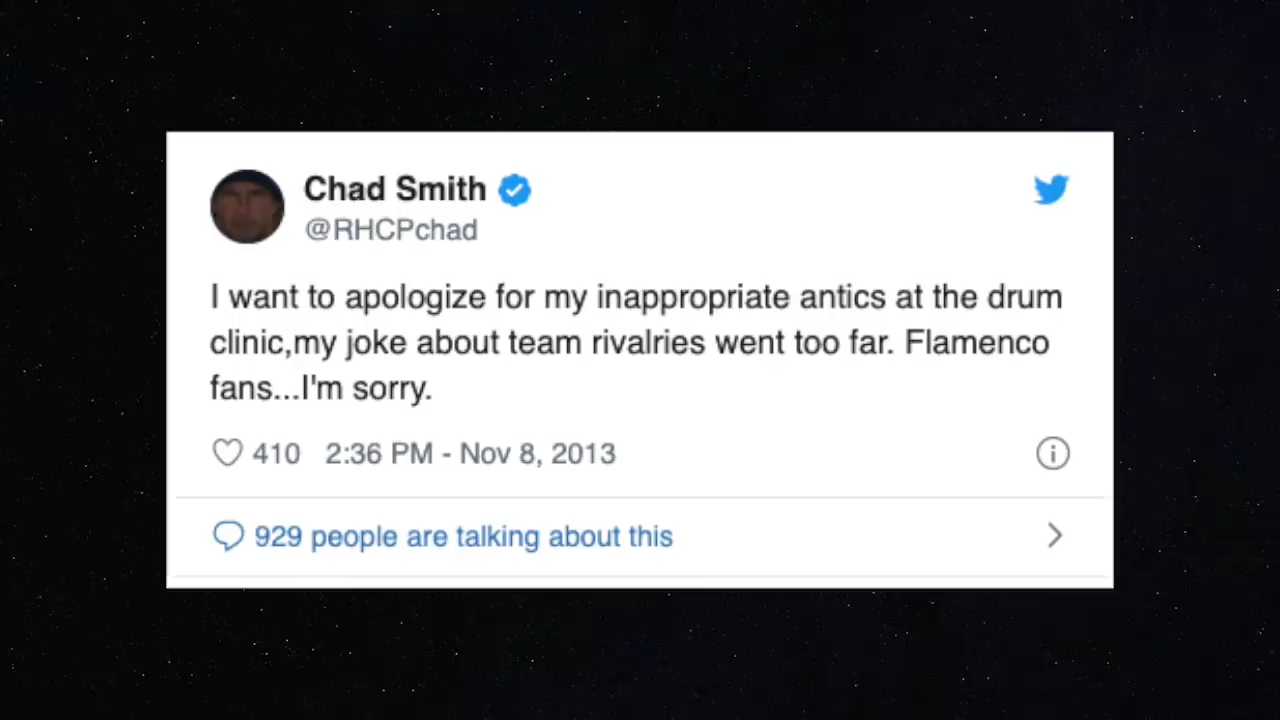 Chad Smith
@RHCPchad
I want to apologize for my inappropriate antics at the drum
clinic,my joke about team rivalries went too far. Flamenco
fans...I'm sorry.
410 2:36 PM - Nov 8, 2013
929 people are talking about this